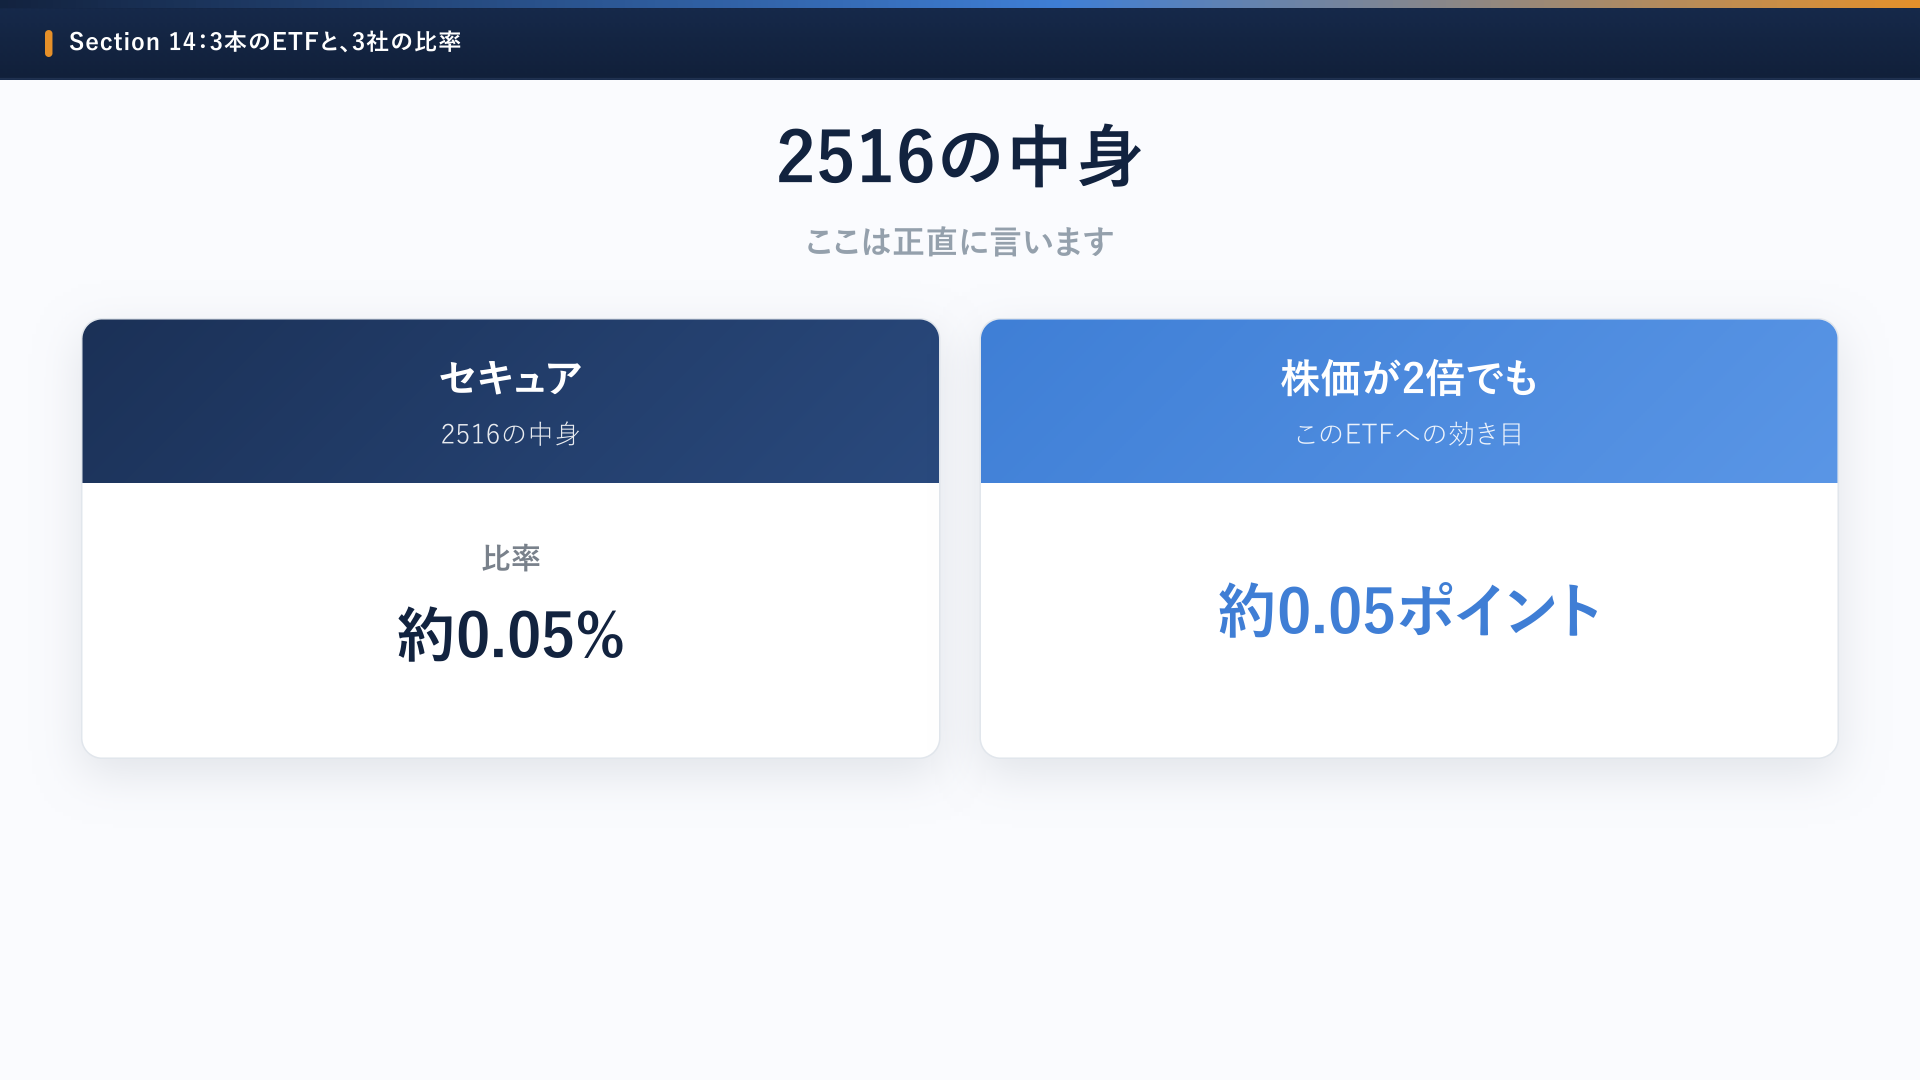 Section 14：3本のETFと、3社の比率
2516の中身
ここは正直に言います
セキュア
2516の中身
比率
約0.05%
株価が2倍でも
このETFへの効き目
約0.05ポイント